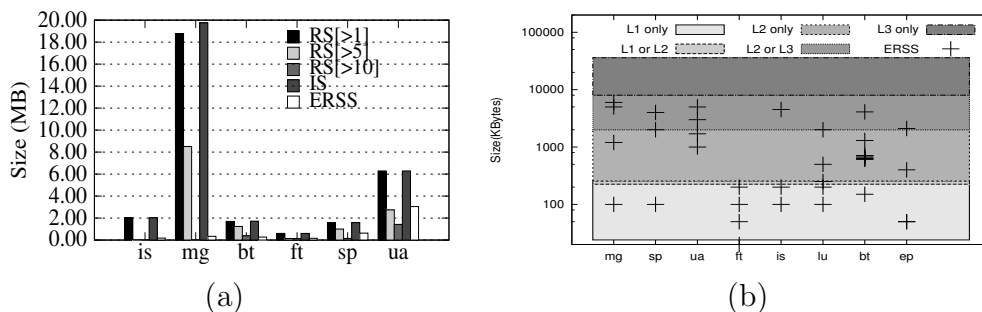 20.00
18.00
16.00
14.00
12.00
10.00
8.00
6.00
4.00
2.00
0.00
Size (MB)
RS[>1]
RS[>5]
RS[>10]
IS
ERSS
is mg bt ft sp ua
(a)
100000
10000
1000
100
Size(KBytes)
L1 only L2 only L3 only
L1 or L2 L2 or L3 ERSS
mg sp ua ft is lu bt ep
(b)